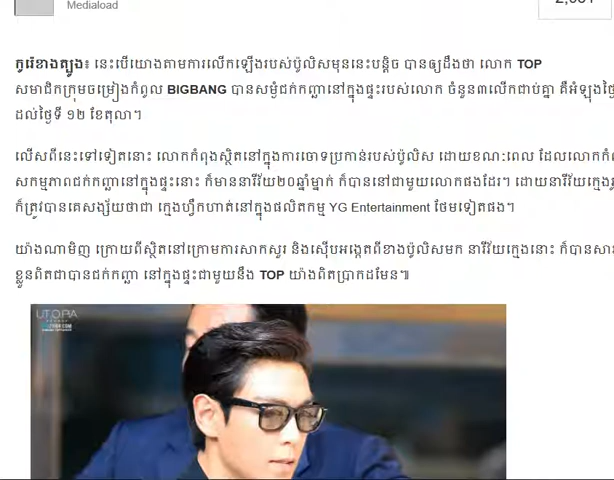 Mediaload
កូរ៉េខាងត្បូង៖ នេះបើយោងតាមការលើកឡើងរបស់ប៉ូលិសមុននេះបន្តិច បានឲ្យដឹងថា លោក TOP
សមាជិកក្រុមចម្រៀងកំពូល BIGBANG បានសម្ងំជក់កញ្ឆានៅក្នុងផ្ទះរបស់លោក ចំនួន៣លើកជាប់គ្នា គឺអំឡុងថ្ងៃ
ដល់ថ្ងៃទី ១២ ខែតុលា។
លើសពីនេះទៅទៀតនោះ លោកកំពុងស្ថិតនៅក្នុងការចោទប្រកាន់របស់ប៉ូលិស ដោយខណៈពេល ដែលលោកកំព
សកម្មភាពជក់កញ្ឆានៅក្នុងផ្ទះនោះ ក៏មាននារីវ័យ២០ឆ្នាំម្នាក់ ក៏បាននៅជាមួយលោកផងដែរ។ ដោយនារីវ័យក្មេង
ក៏ត្រូវបានគេសង្ស័យថាជា ក្មេងហ្វឹកហាត់នៅក្នុងផលិតកម្ម YG Entertainment ថែមទៀតផង។
យ៉ាងណាមិញ ក្រោយពីស្ថិតនៅក្រោមការសាកសួរ និងស៊ើបអង្កេតពីខាងប៉ូលិសមក នារីវ័យក្មេងនោះ ក៏បានសារ
ខ្លួនពិតជាបានជក់កញ្ឆា នៅក្នុងផ្ទះជាមួយនឹង TOP យ៉ាងពិតប្រាកដមែន៕
UTOPIA